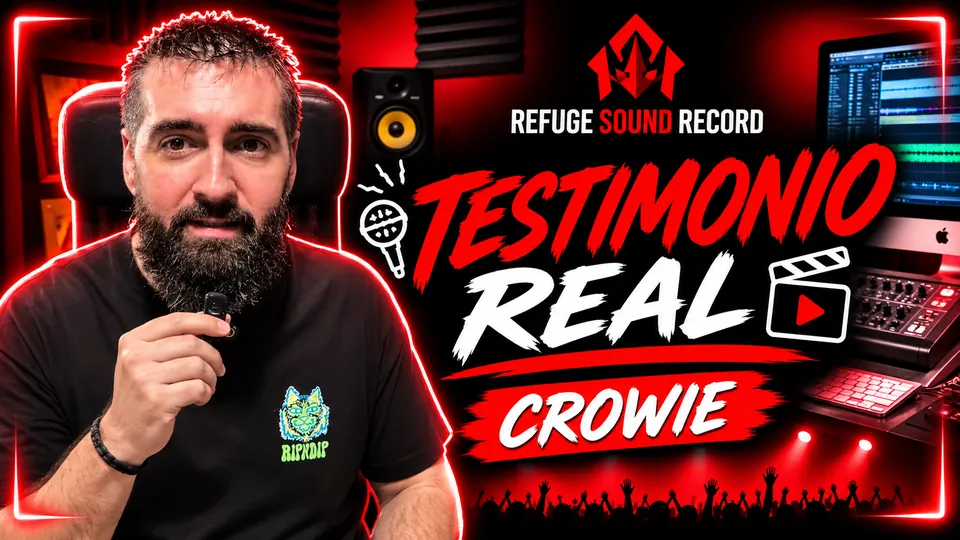 REFUGE SOUND RECORD
TESTIMONIO
REAL
CROWIE
RIPNDIP